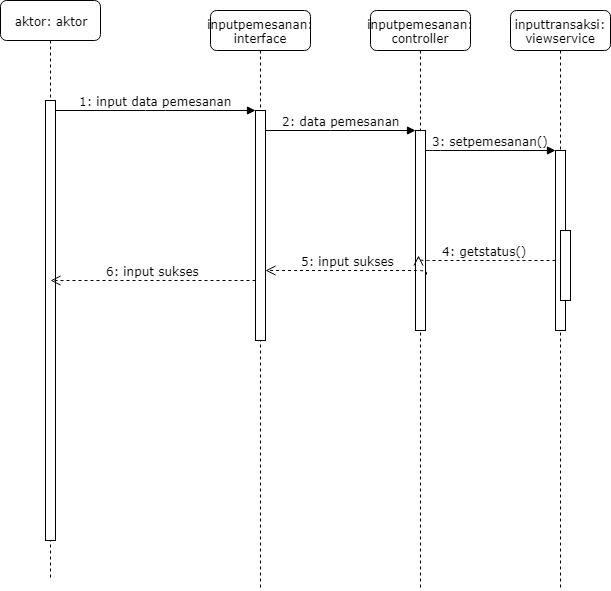 aktor: aktor
inputpemesanan:
interface
inputpemesanan:
controller
inputtransaksi:
viewservice
1: input data pemesanan
2: data pemesanan
3: setpemesanan()
4: getstatus()
5: input sukses
6: input sukses